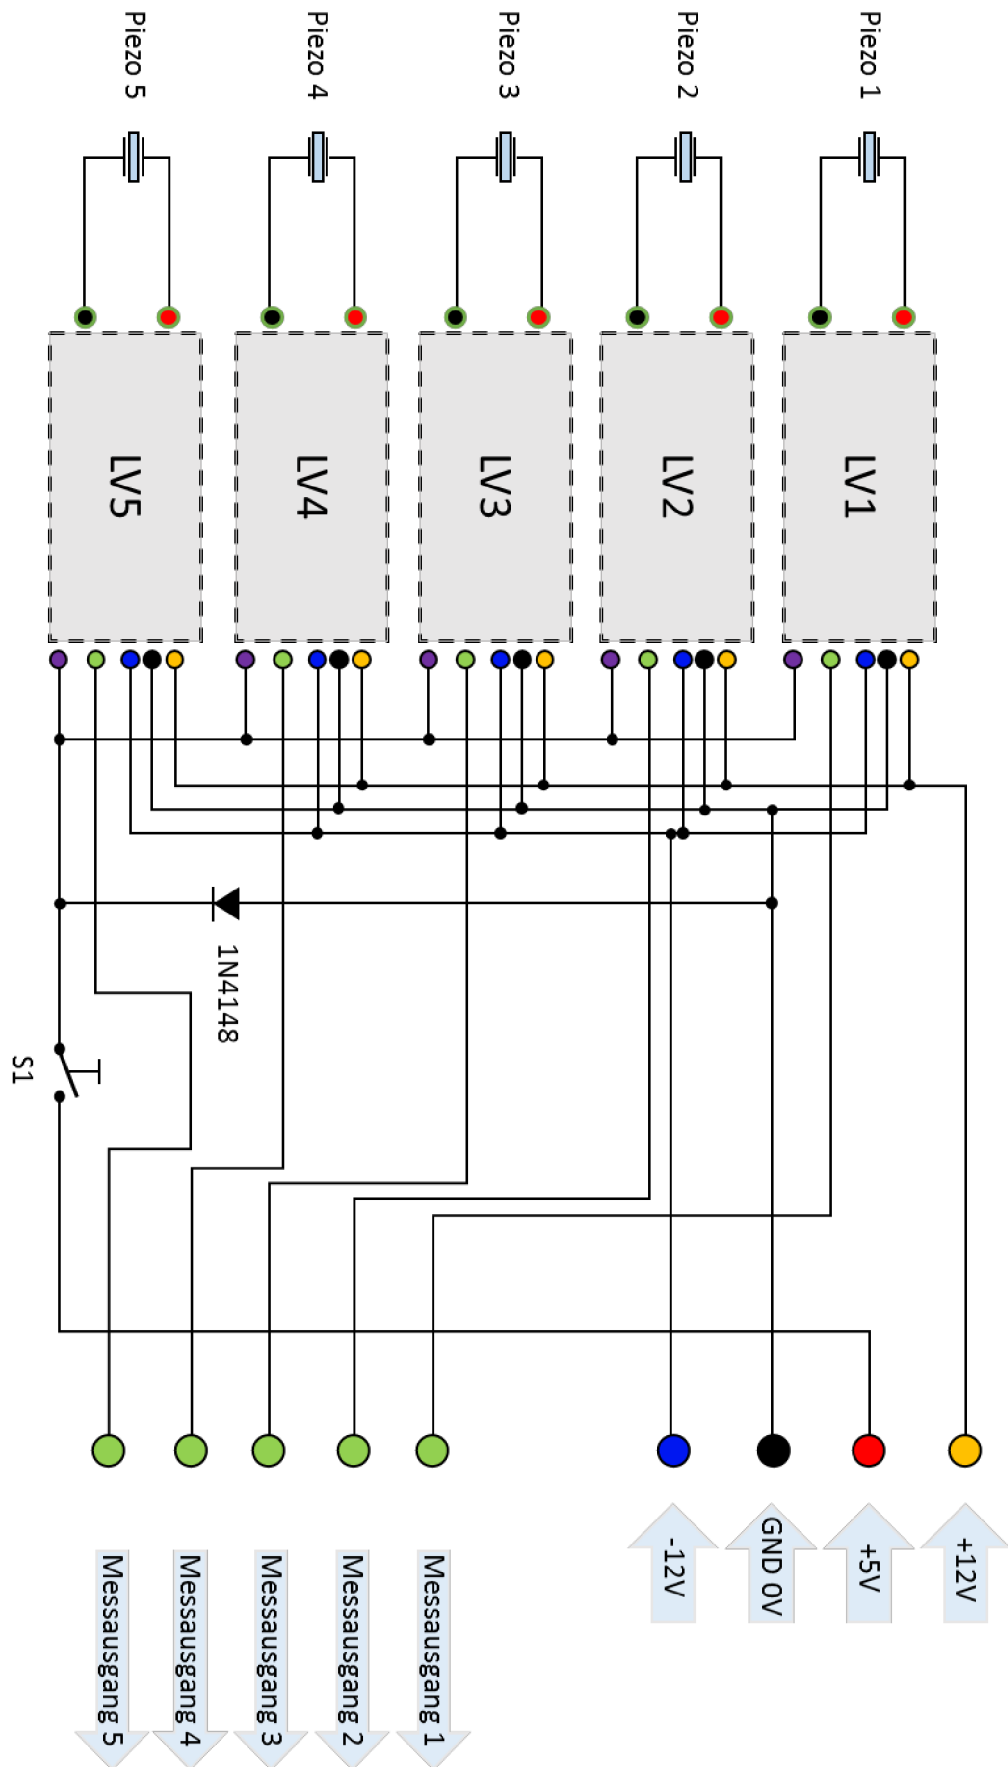 Piezo 1
Piezo 2
Piezo 3
Piezo 4
Piezo 5
LV1
LV2
LV3
LV4
LV5
1N4148
S1
+12V
+5V
GND 0V
-12V
Messausgang 1
Messausgang 2
Messausgang 3
Messausgang 4
Messausgang 5